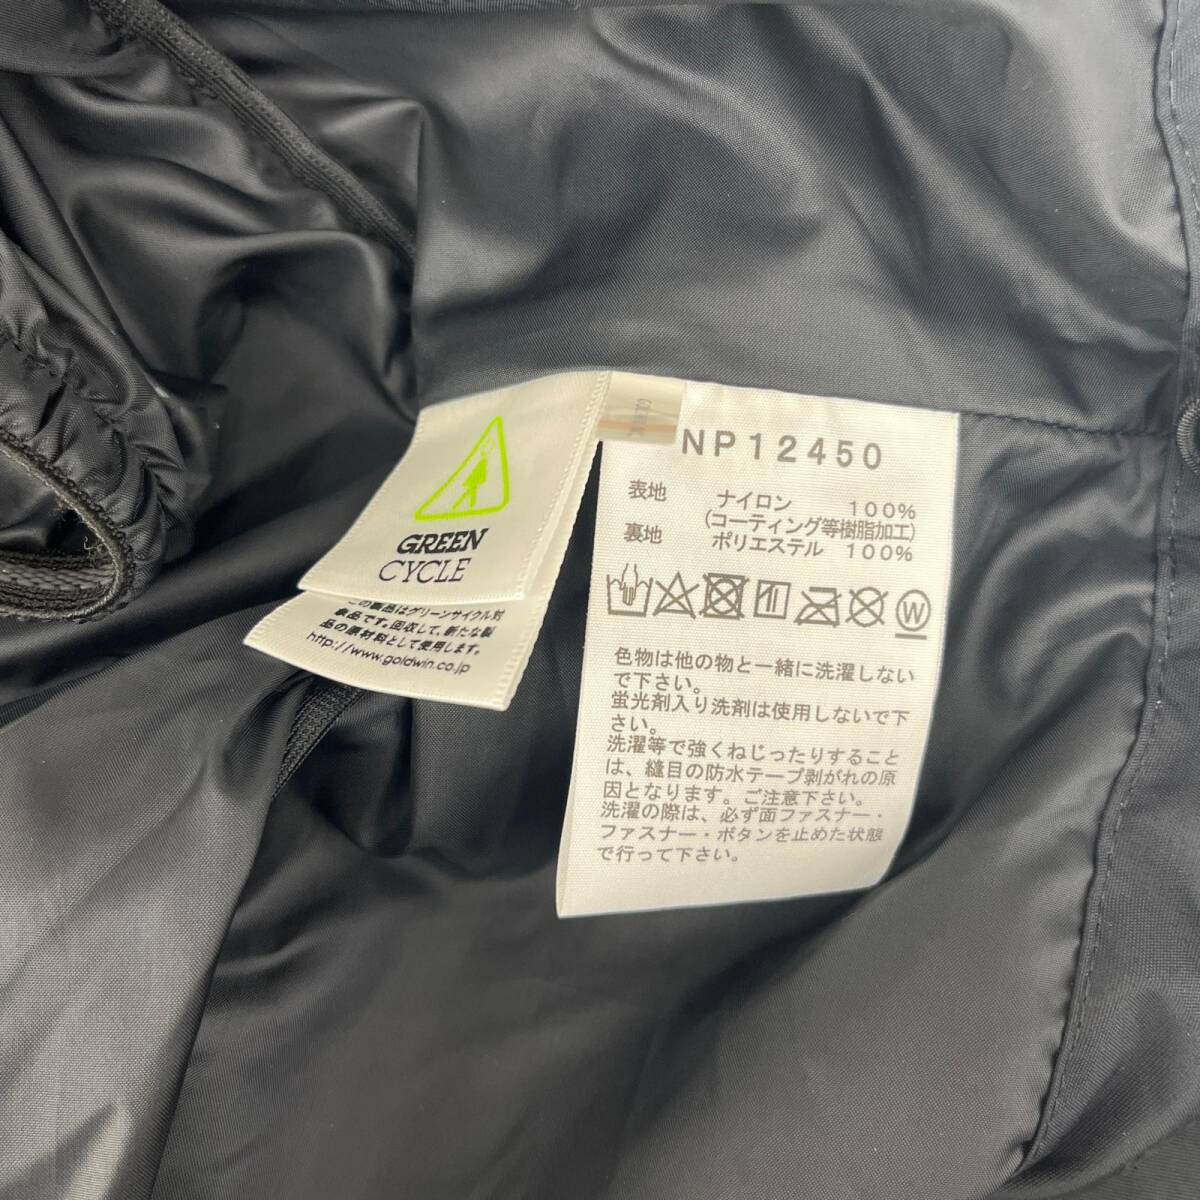 GREEN
CYCLE
この商品はグリーンサイクル対
象品です。回収して、新たな製
品の原材料として使用します。
http://www.goldwin.co.jp
NP12450
表地 ナイロン 100%
(コーティング等樹脂加工)
裏地 ポリエステル 100%
W
色物は他の物と一緒に洗濯しない
で下さい。
蛍光剤入り洗剤は使用しないで下
さい。
洗濯等で強くねじったりすること
は、縫目の防水テープ剥がれの原
因となります。ご注意下さい。
洗濯の際は、必ず面ファスナー・
ファスナー・ボタンを止めた状態
で行って下さい。